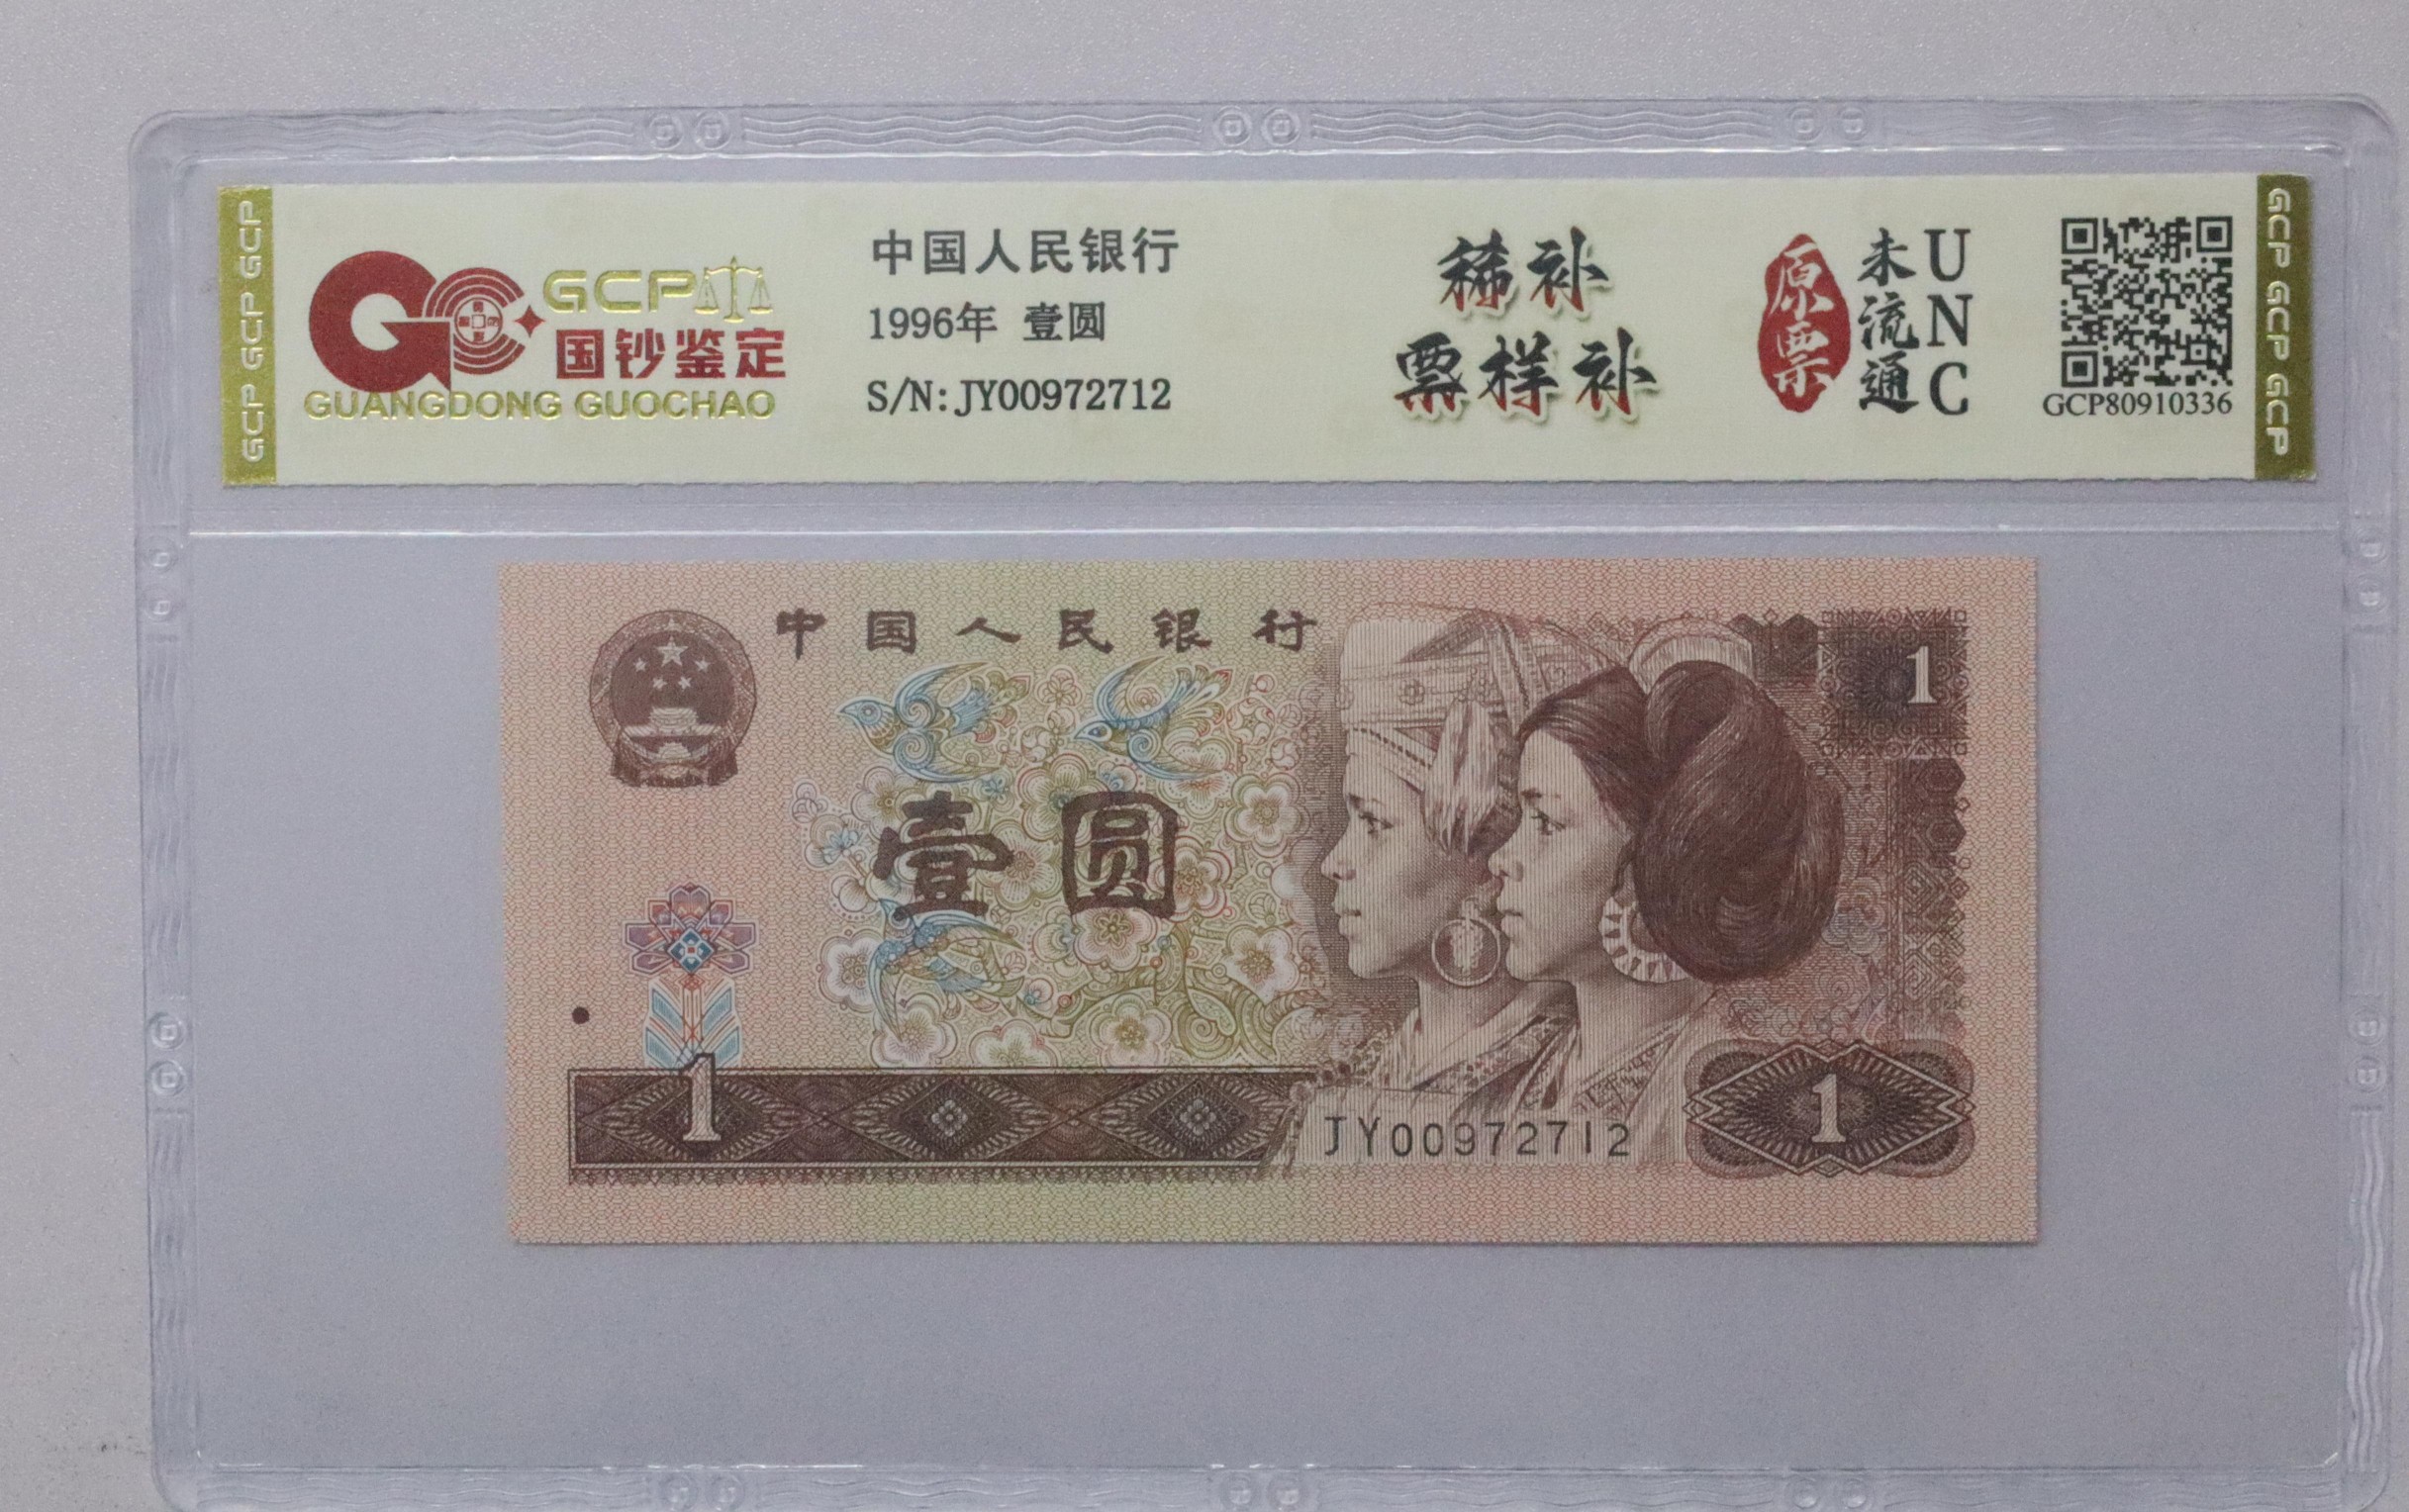 GCP GCP GCP
GCP
国钞鉴定
GUANGDONG GUOCHAO
中国人民银行
1996年 壹圆
S/N: JY00972712
稀补
票样补
原票
未流通
UNC
GCP80910336
GCP GCP GCP
中国人民银行
1
壹圆
1
JY00972712
1